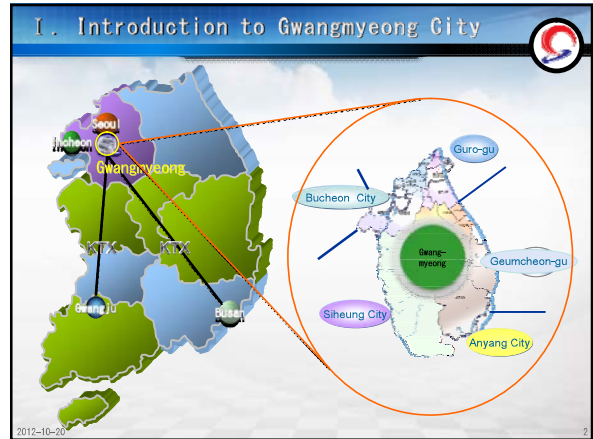 Ⅰ. Introduction to Gwangmyeong City
Seoul
Incheon
Gwangmyeong
KTX
KTX
Gwangju
Busan
Guro-gu
Bucheon City
Gwang-
myeong
Geumcheon-gu
Siheung City
Anyang City
2012-10-20
2